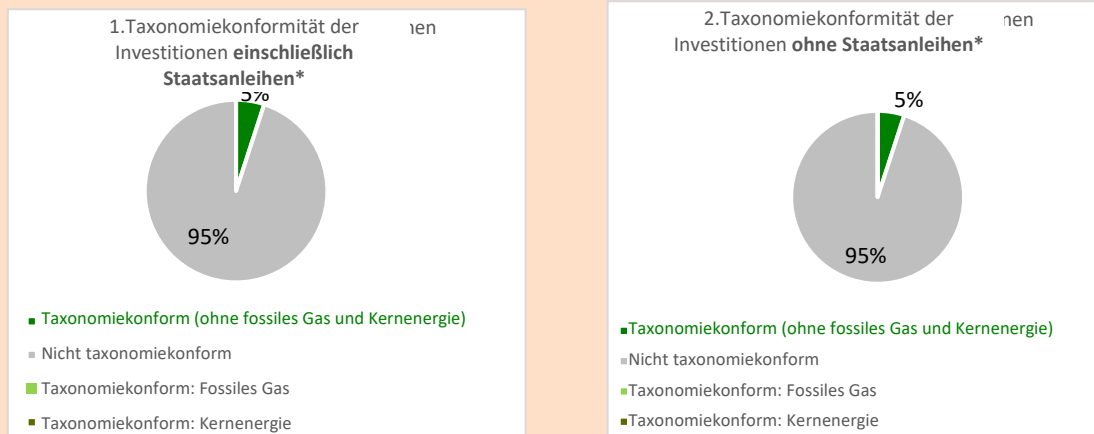 1.Taxonomiekonformität der
Investitionen einschließlich
Staatsanleihen*
5%
95%
Taxonomiekonform (ohne fossiles Gas und Kernenergie)
Nicht taxonomiekonform
Taxonomiekonform: Fossiles Gas
Taxonomiekonform: Kernenergie
2.Taxonomiekonformität der
Investitionen ohne Staatsanleihen*
5%
95%
Taxonomiekonform (ohne fossiles Gas und Kernenergie)
Nicht taxonomiekonform
Taxonomiekonform: Fossiles Gas
Taxonomiekonform: Kernenergie